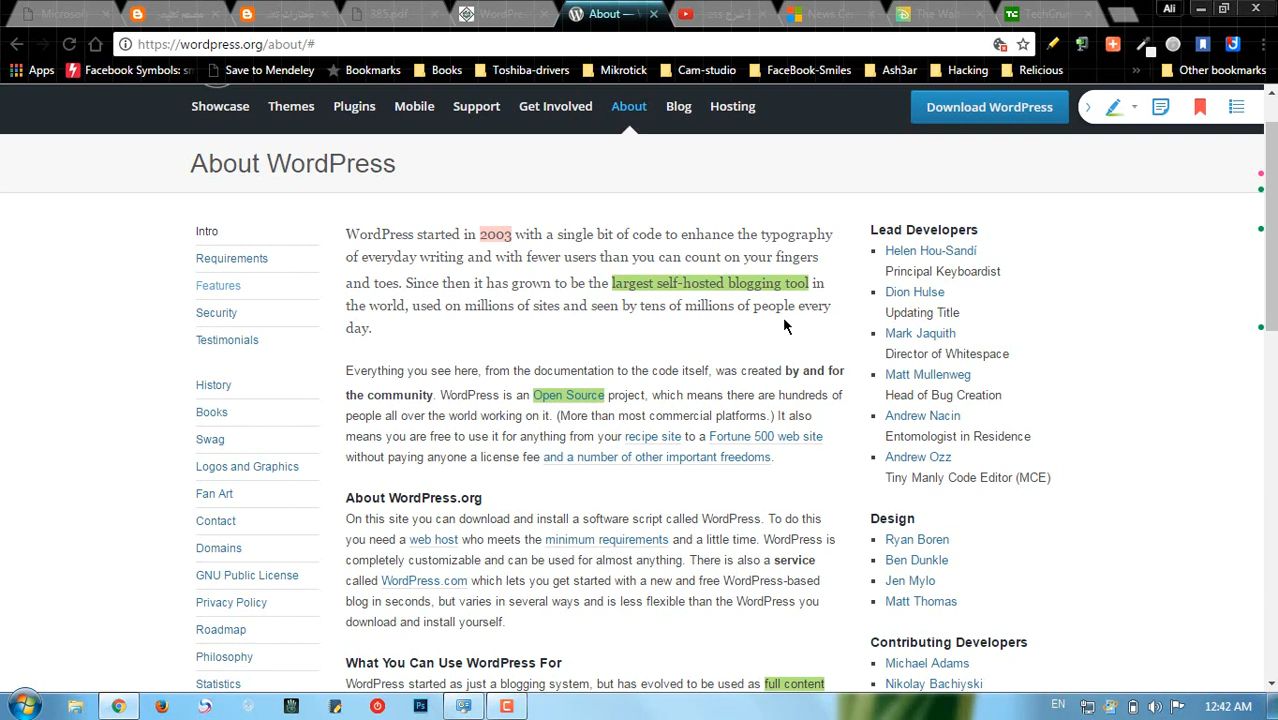 Microsof
365.pdf
WordPre
About — W
News C
The Wa
TechCru
Ali
https://wordpress.org/about/#
Apps
Facebook Symbols: sm
Save to Mendeley
Bookmarks
Books
Toshiba-drivers
Mikrotick
Cam-studio
FaceBook-Smiles
Ash3ar
Hacking
Relicious
»
Other bookmarks
Showcase
Themes
Plugins
Mobile
Support
Get Involved
About
Blog
Hosting
Download WordPress
About WordPress
Intro
Requirements
Features
Security
Testimonials
History
Books
Swag
Logos and Graphics
Fan Art
Contact
Domains
GNU Public License
Privacy Policy
Roadmap
Philosophy
Statistics
WordPress started in 2003 with a single bit of code to enhance the typography
of everyday writing and with fewer users than you can count on your fingers
and toes. Since then it has grown to be the largest self-hosted blogging tool in
the world, used on millions of sites and seen by tens of millions of people every
day.
Everything you see here, from the documentation to the code itself, was created by and for
the community. WordPress is an Open Source project, which means there are hundreds of
people all over the world working on it. (More than most commercial platforms.) It also
means you are free to use it for anything from your recipe site to a Fortune 500 web site
without paying anyone a license fee and a number of other important freedoms.
About WordPress.org
On this site you can download and install a software script called WordPress. To do this
you need a web host who meets the minimum requirements and a little time. WordPress is
completely customizable and can be used for almost anything. There is also a service
called WordPress.com which lets you get started with a new and free WordPress-based
blog in seconds, but varies in several ways and is less flexible than the WordPress you
download and install yourself.
What You Can Use WordPress For
WordPress started as just a blogging system, but has evolved to be used as full content
Lead Developers
Helen Hou-Sandí
Principal Keyboardist
Dion Hulse
Updating Title
Mark Jaquith
Director of Whitespace
Matt Mullenweg
Head of Bug Creation
Andrew Nacin
Entomologist in Residence
Andrew Ozz
Tiny Manly Code Editor (MCE)
Design
Ryan Boren
Ben Dunkle
Jen Mylo
Matt Thomas
Contributing Developers
Michael Adams
Nikolay Bachiyski
EN
12:42 AM